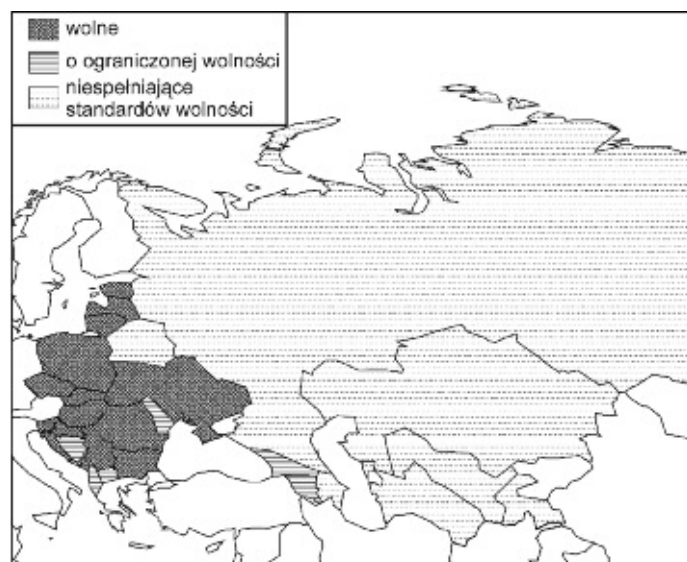 wolne
o ograniczonej wolności
niespełniające
standardów wolności